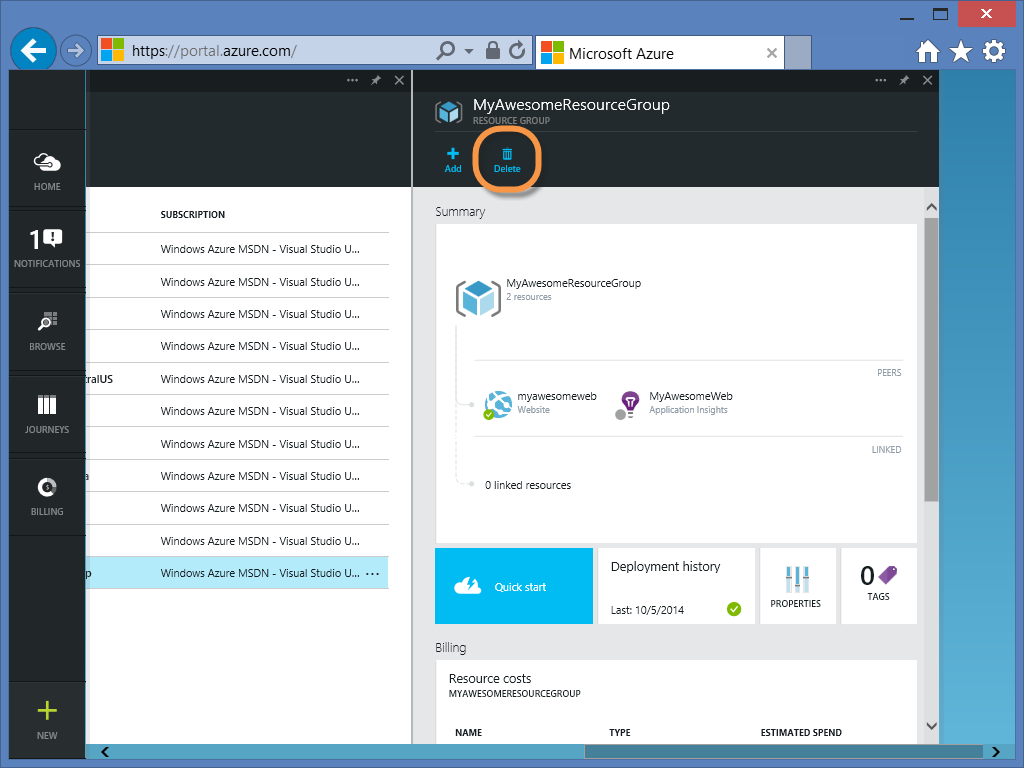 https://portal.azure.com/
Microsoft Azure
HOME
1
NOTIFICATIONS
BROWSE
JOURNEYS
BILLING
NEW
SUBSCRIPTION
Windows Azure MSDN - Visual Studio U...
Windows Azure MSDN - Visual Studio U...
Windows Azure MSDN - Visual Studio U...
Windows Azure MSDN - Visual Studio U...
tralUS Windows Azure MSDN - Visual Studio U...
Windows Azure MSDN - Visual Studio U...
Windows Azure MSDN - Visual Studio U...
a Windows Azure MSDN - Visual Studio U...
Windows Azure MSDN - Visual Studio U...
Windows Azure MSDN - Visual Studio U...
p Windows Azure MSDN - Visual Studio U... ...
MyAwesomeResourceGroup
RESOURCE GROUP
Add
Delete
Summary
MyAwesomeResourceGroup
2 resources
PEERS
myawesomeweb
Website
MyAwesomeWeb
Application Insights
LINKED
0 linked resources
Quick start
Deployment history
Last: 10/5/2014
PROPERTIES
0
TAGS
Billing
Resource costs
MYAWESOMERESOURCEGROUP
NAME TYPE ESTIMATED SPEND